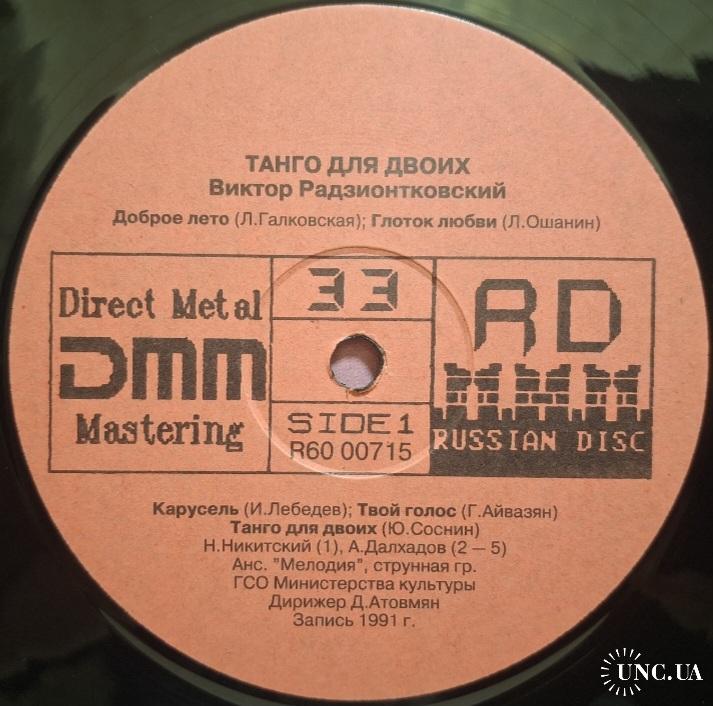 ТАНГО ДЛЯ ДВОИХ
Виктор Радзионтковский
Доброе лето (Л.Галковская); Глоток любви (Л.Ошанин)
Direct Metal
DMM
Mastering
33
SIDE 1
R60 00715
RD
RUSSIAN DISC
Карусель (И.Лебедев); Твой голос (Г.Айвазян)
Танго для двоих (Ю.Соснин)
Н.Никитский (1), А.Далхадов (2 — 5)
Анс. "Мелодия", струнная гр.
ГСО Министерства культуры
Дирижер Д.Атовмян
Запись 1991 г.
UNC.UA